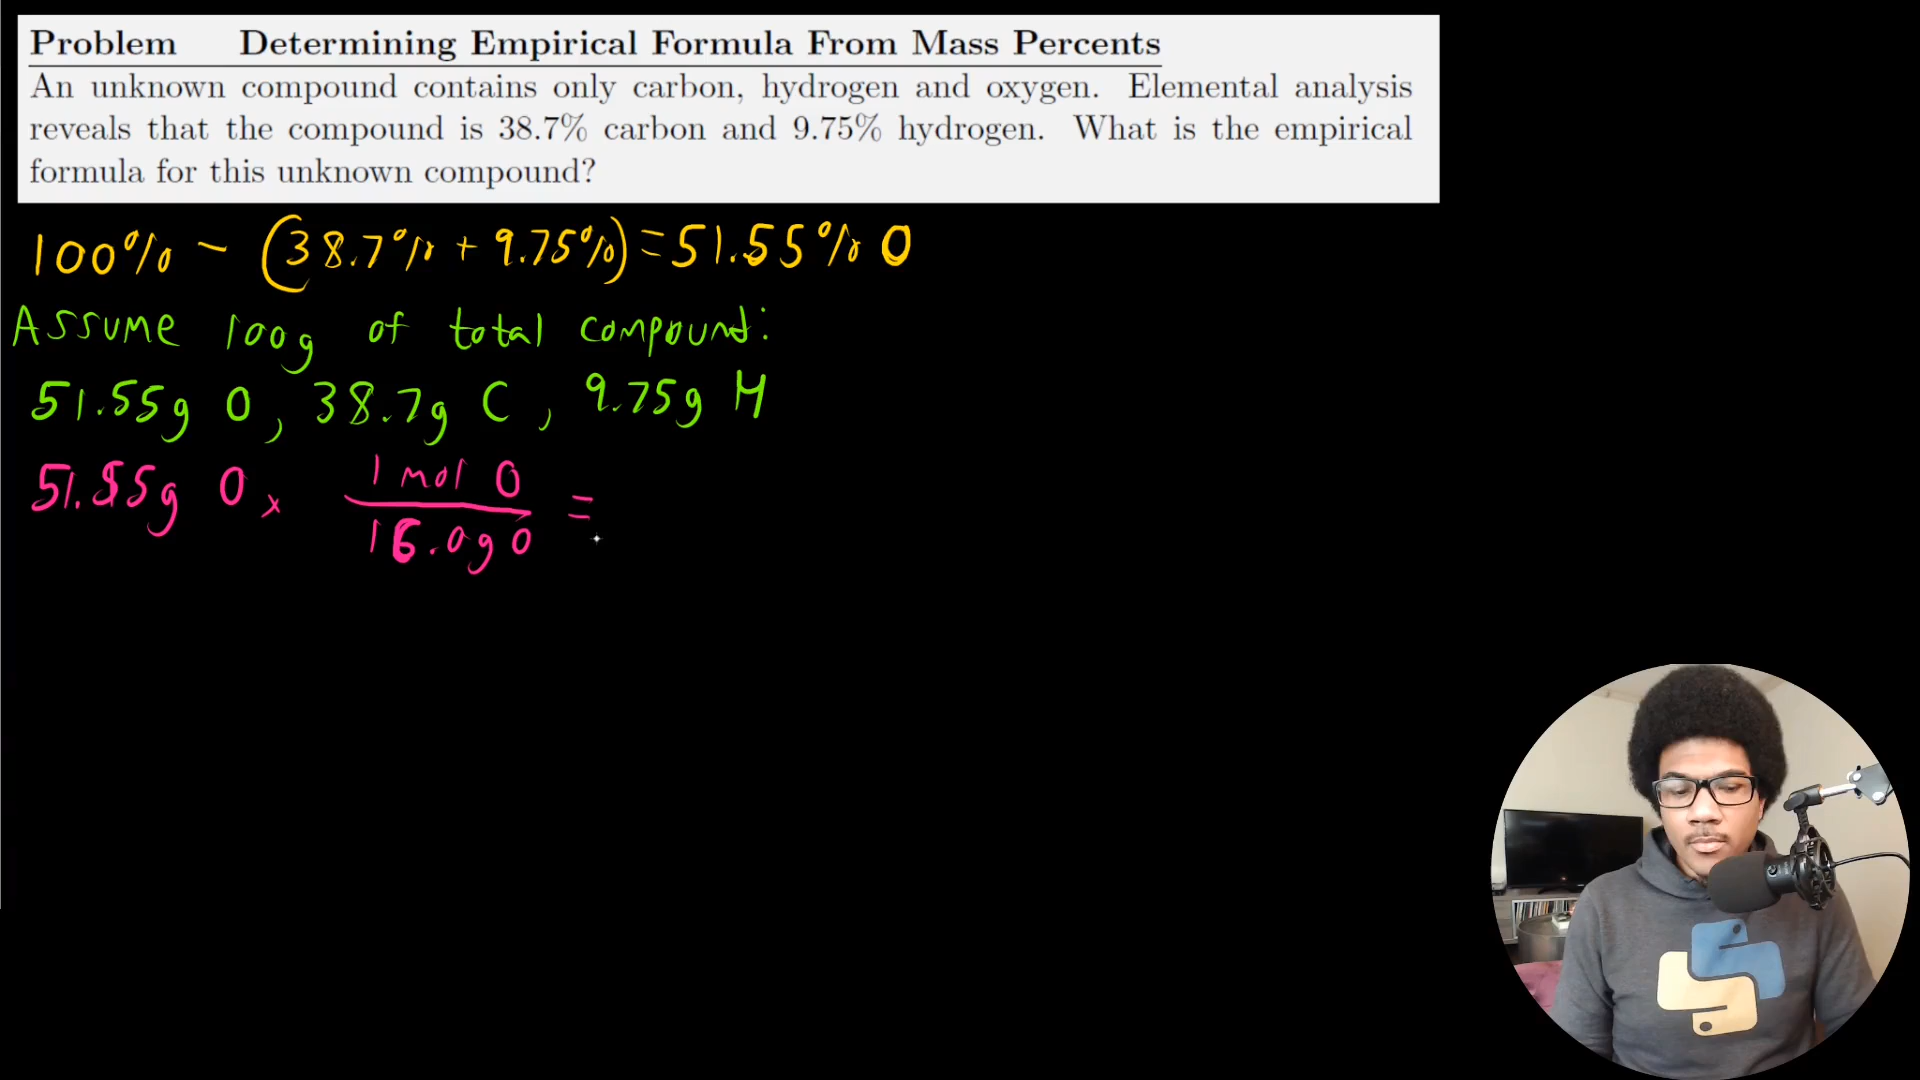 Problem Determining Empirical Formula From Mass Percents
An unknown compound contains only carbon, hydrogen and oxygen. Elemental analysis
reveals that the compound is 38.7% carbon and 9.75% hydrogen. What is the empirical
formula for this unknown compound?
100% - (38.7% + 9.75%) = 51.55% O
Assume 100g of total compound:
51.55g O, 38.7g C, 9.75g H
51.55g O x 1 mol O / 16.0g O =